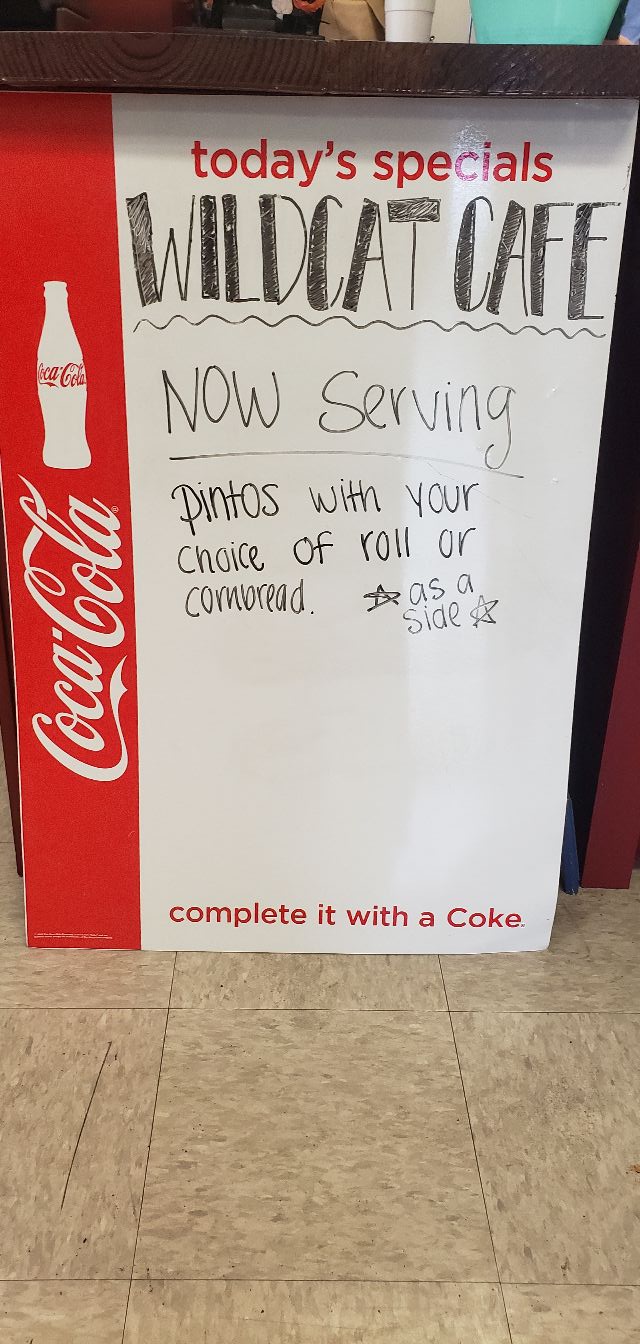 today's specials
WILDCAT CAFE
Coca-Cola
NOW Serving
pintos with your
choice of roll or
cornbread. ☆ as a
side ☆
Coca-Cola
complete it with a Coke.